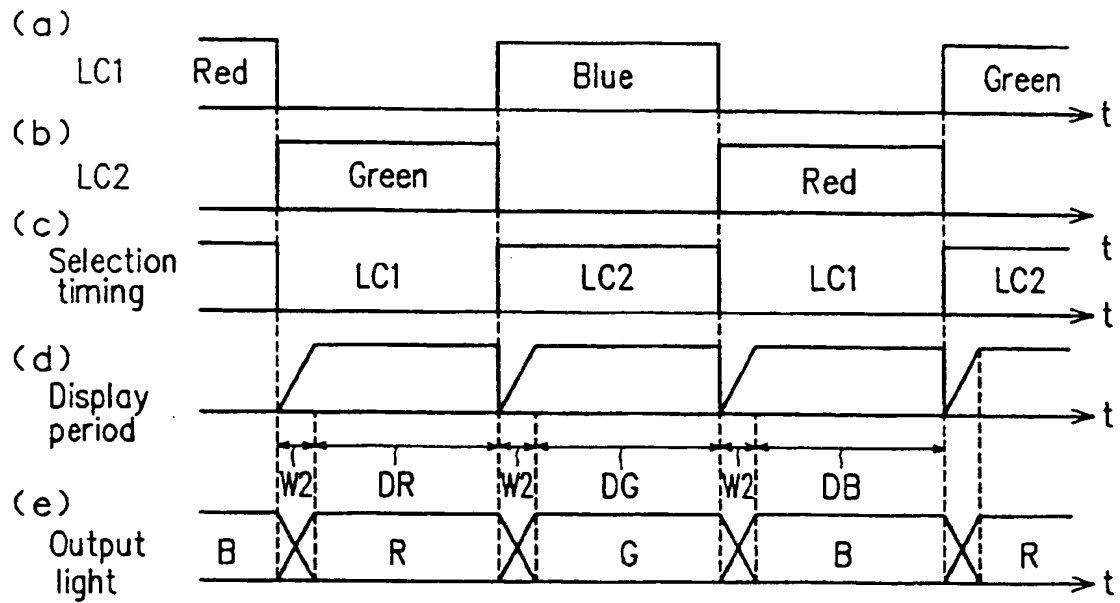 (a)
LC1 Red Blue Green
t
(b)
LC2 Green Red
t
(c)
Selection
timing LC1 LC2 LC1 LC2
t
(d)
Display
period
t
W2 DR W2 DG W2 DB
(e)
Output
light B R G B R
t